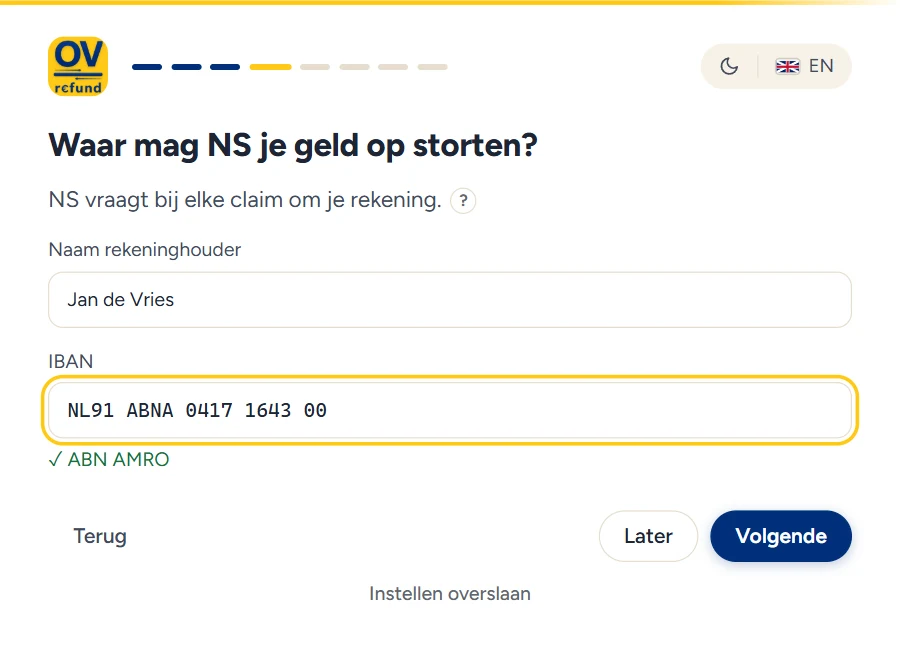 OV
refund
EN
Waar mag NS je geld op storten?
NS vraagt bij elke claim om je rekening. ?
Naam rekeninghouder
Jan de Vries
IBAN
NL91 ABNA 0417 1643 00
✓ ABN AMRO
Terug Later Volgende
Instellen overslaan